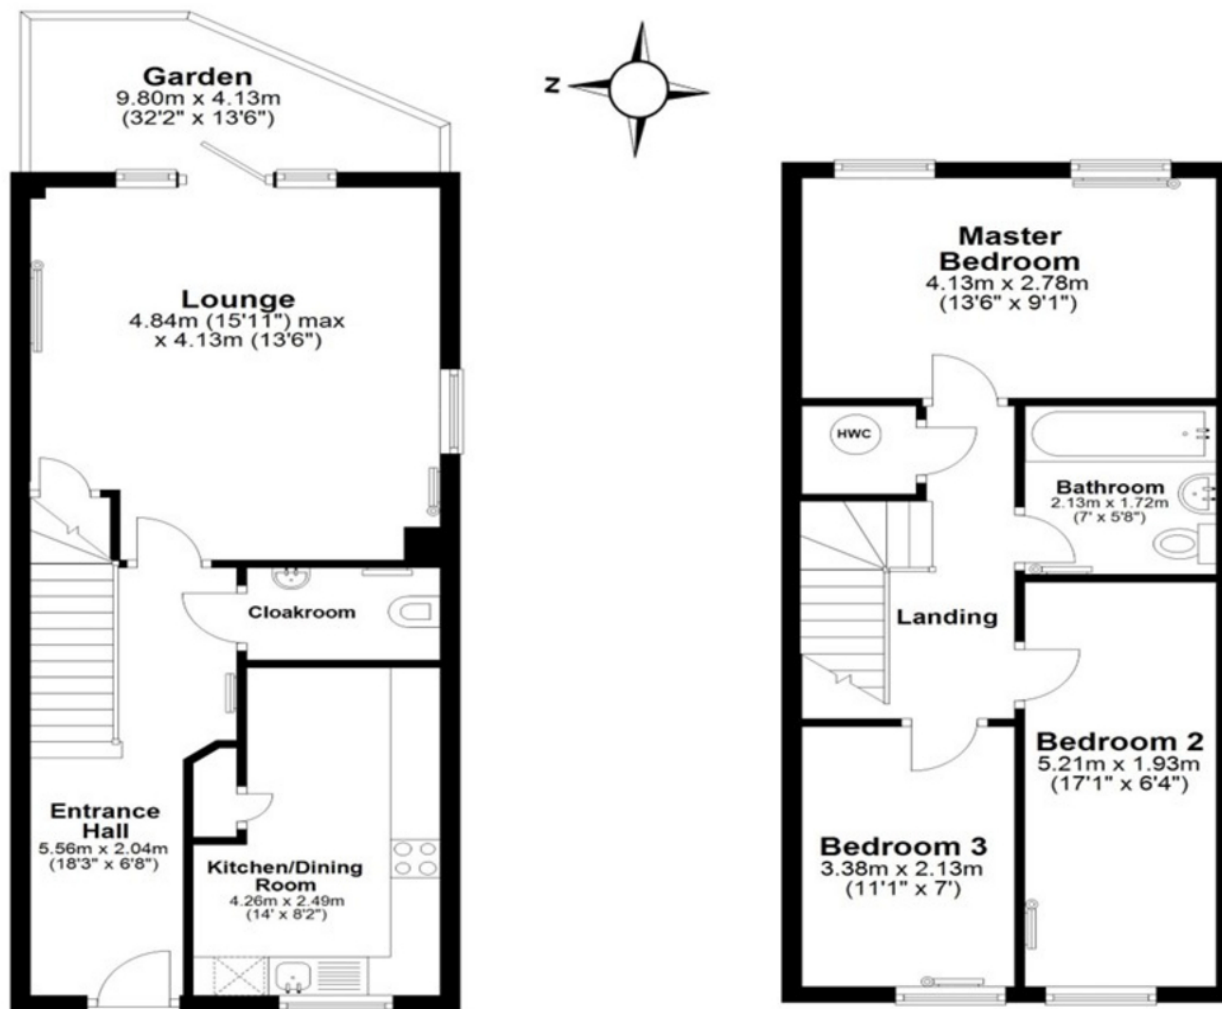 Garden
9.80m x 4.13m
(32'2" x 13'6")
Z
Lounge
4.84m (15'11") max
x 4.13m (13'6")
Cloakroom
Entrance
Hall
5.56m x 2.04m
(18'3" x 6'8")
Kitchen/Dining
Room
4.26m x 2.49m
(14' x 8'2")
Master
Bedroom
4.13m x 2.78m
(13'6" x 9'1")
HWC
Bathroom
2.13m x 1.72m
(7' x 5'8")
Landing
Bedroom 2
5.21m x 1.93m
(17'1" x 6'4")
Bedroom 3
3.38m x 2.13m
(11'1" x 7')